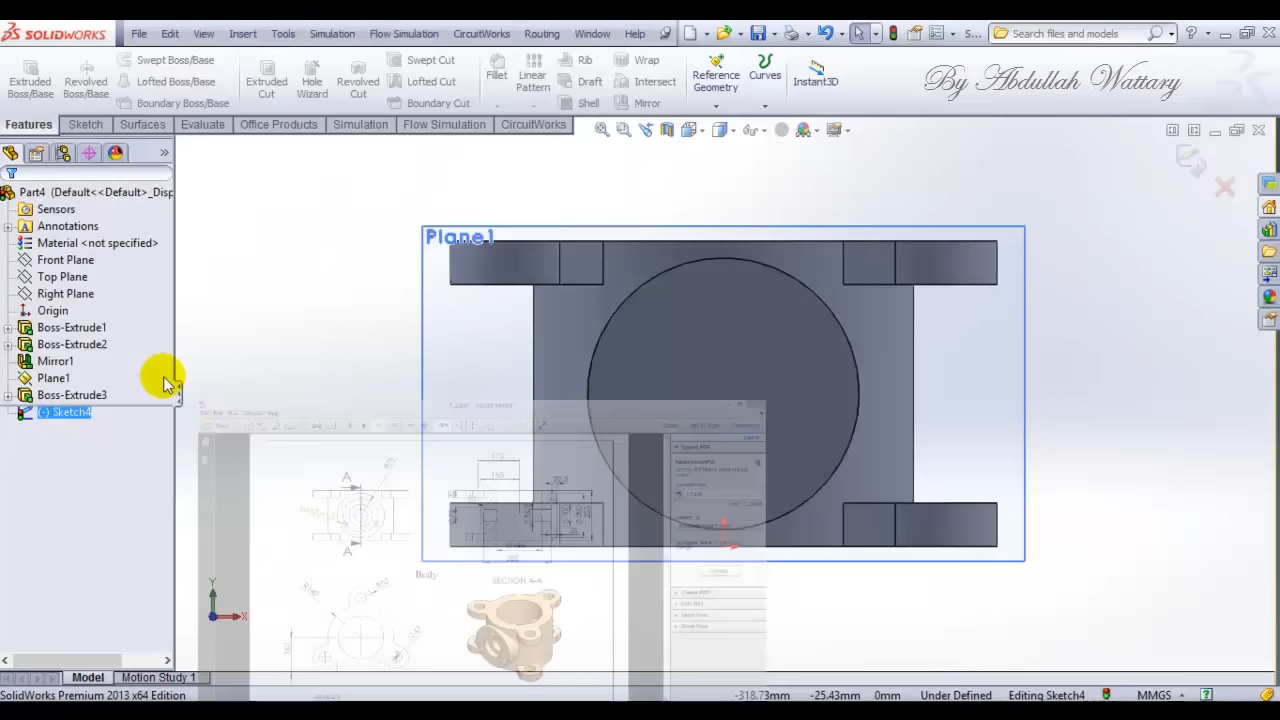 SOLIDWORKS File Edit View Insert Tools Simulation Flow Simulation CircuitWorks Routing Window Help S... Search files and models
Extruded Boss/Base
Revolved Boss/Base
Swept Boss/Base
Lofted Boss/Base
Boundary Boss/Base
Extruded Cut
Hole Wizard
Revolved Cut
Swept Cut
Lofted Cut
Boundary Cut
Fillet
Linear Pattern
Rib
Draft
Shell
Wrap
Intersect
Mirror
Reference Geometry
Curves
Instant3D
By Abdullah Wattary
Features Sketch Surfaces Evaluate Office Products Simulation Flow Simulation CircuitWorks
Part4 (Default<<Default>_Disp
Sensors
Annotations
Material <not specified>
Front Plane
Top Plane
Right Plane
Origin
Boss-Extrude1
Boss-Extrude2
Mirror1
Plane1
Boss-Extrude3
(-) Sketch4
Plane1
A
A
Body
SECTION A-A
175
165
Y
X
Model Motion Study 1
SolidWorks Premium 2013 x64 Edition -318.73mm -25.43mm 0mm Under Defined Editing Sketch4 MMGS